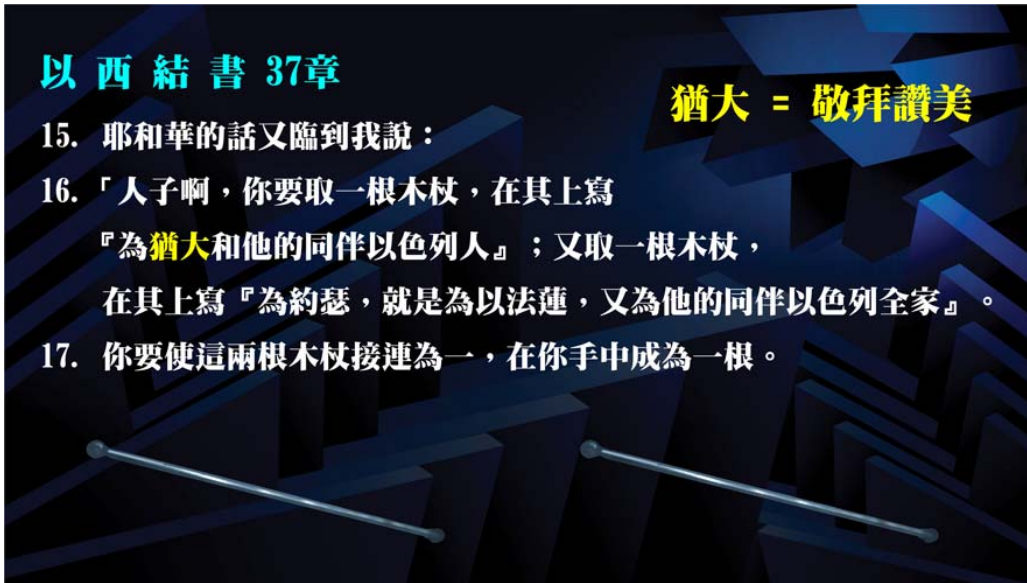 以 西 結 書 37章
猶大 = 敬拜讚美
15. 耶和華的話又臨到我說：
16.「人子啊，你要取一根木杖，在其上寫
『為猶大和他的同伴以色列人』；又取一根木杖，
在其上寫『為約瑟，就是為以法蓮，又為他的同伴以色列全家』。
17. 你要使這兩根木杖接連為一，在你手中成為一根。